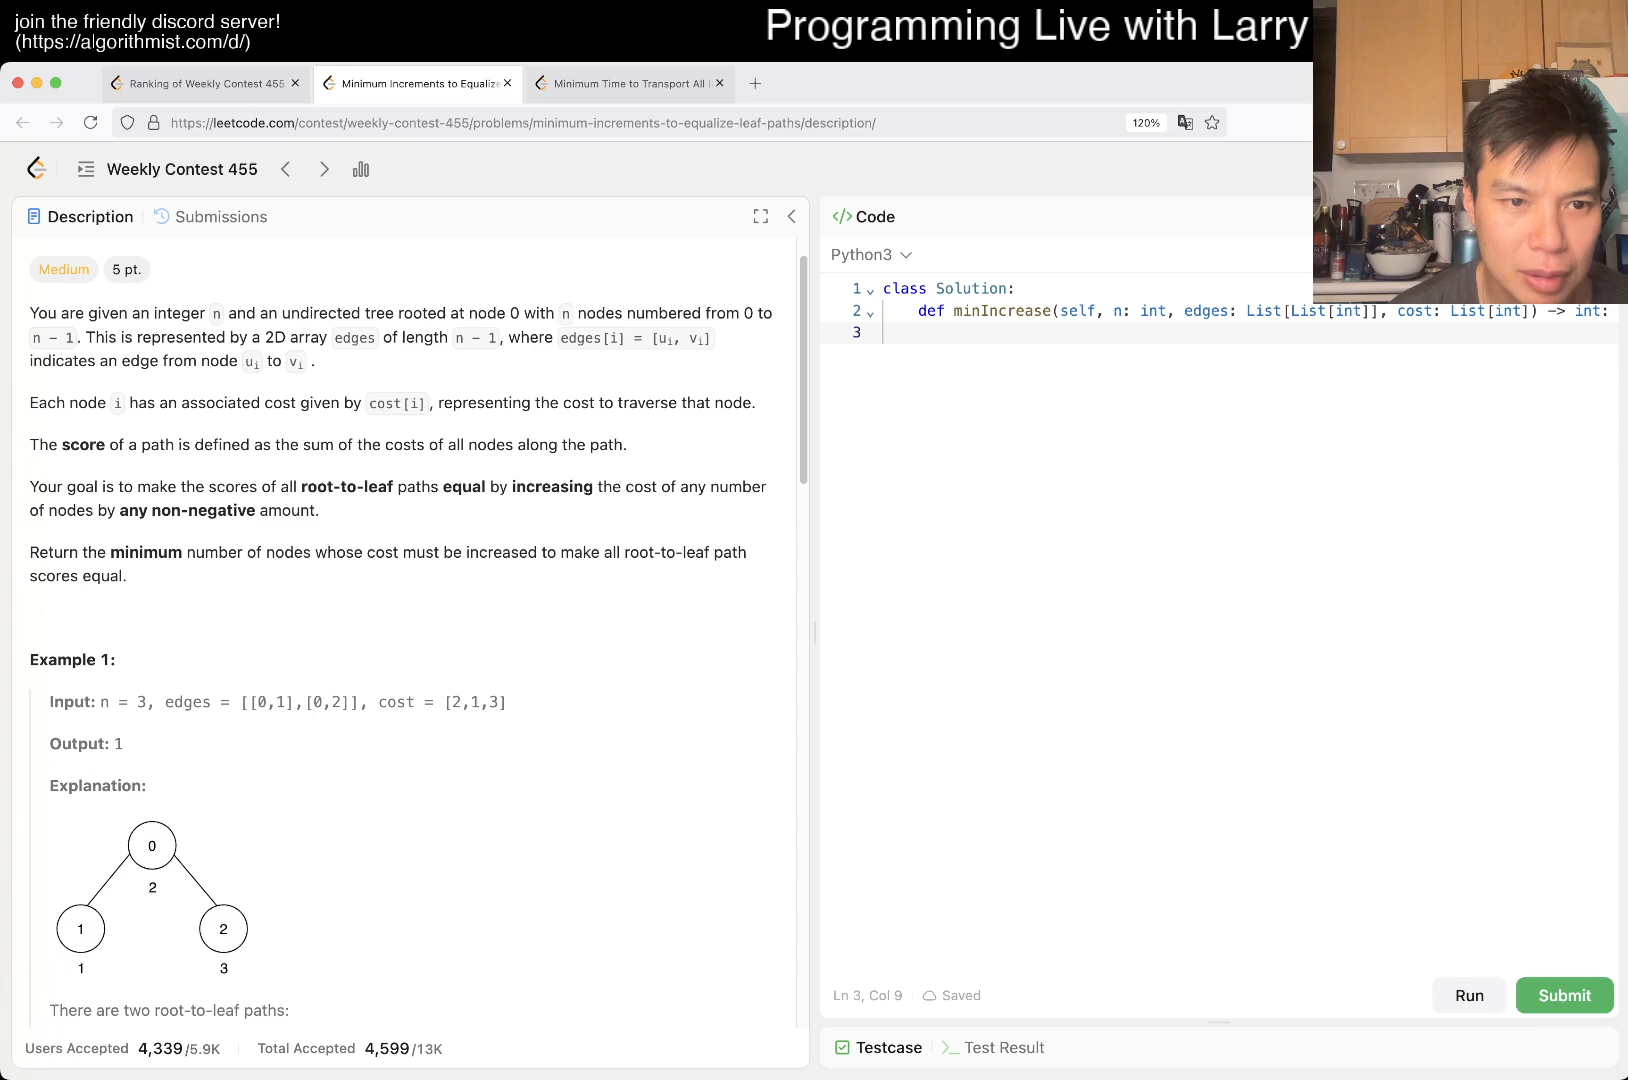 join the friendly discord server!
(https://algorithmist.com/d/)
Programming Live with Larry
Ranking of Weekly Contest 455
Minimum Increments to Equalize
Minimum Time to Transport All
https://leetcode.com/contest/weekly-contest-455/problems/minimum-increments-to-equalize-leaf-paths/description/
120%
Weekly Contest 455
Description
Submissions
Medium
5 pt.
You are given an integer n and an undirected tree rooted at node 0 with n nodes numbered from 0 to
n - 1. This is represented by a 2D array edges of length n - 1, where edges[i] = [ui, vi]
indicates an edge from node ui to vi .
Each node i has an associated cost given by cost[i], representing the cost to traverse that node.
The score of a path is defined as the sum of the costs of all nodes along the path.
Your goal is to make the scores of all root-to-leaf paths equal by increasing the cost of any number
of nodes by any non-negative amount.
Return the minimum number of nodes whose cost must be increased to make all root-to-leaf path
scores equal.
Example 1:
Input: n = 3, edges = [[0,1],[0,2]], cost = [2,1,3]
Output: 1
Explanation:
0
2
1
2
1
3
There are two root-to-leaf paths:
Users Accepted 4,339/5.9K
Total Accepted 4,599/13K
</> Code
Python3
1 class Solution:
2 def minIncrease(self, n: int, edges: List[List[int]], cost: List[int]) -> int:
3
Ln 3, Col 9
Saved
Run
Submit
Testcase
>_ Test Result